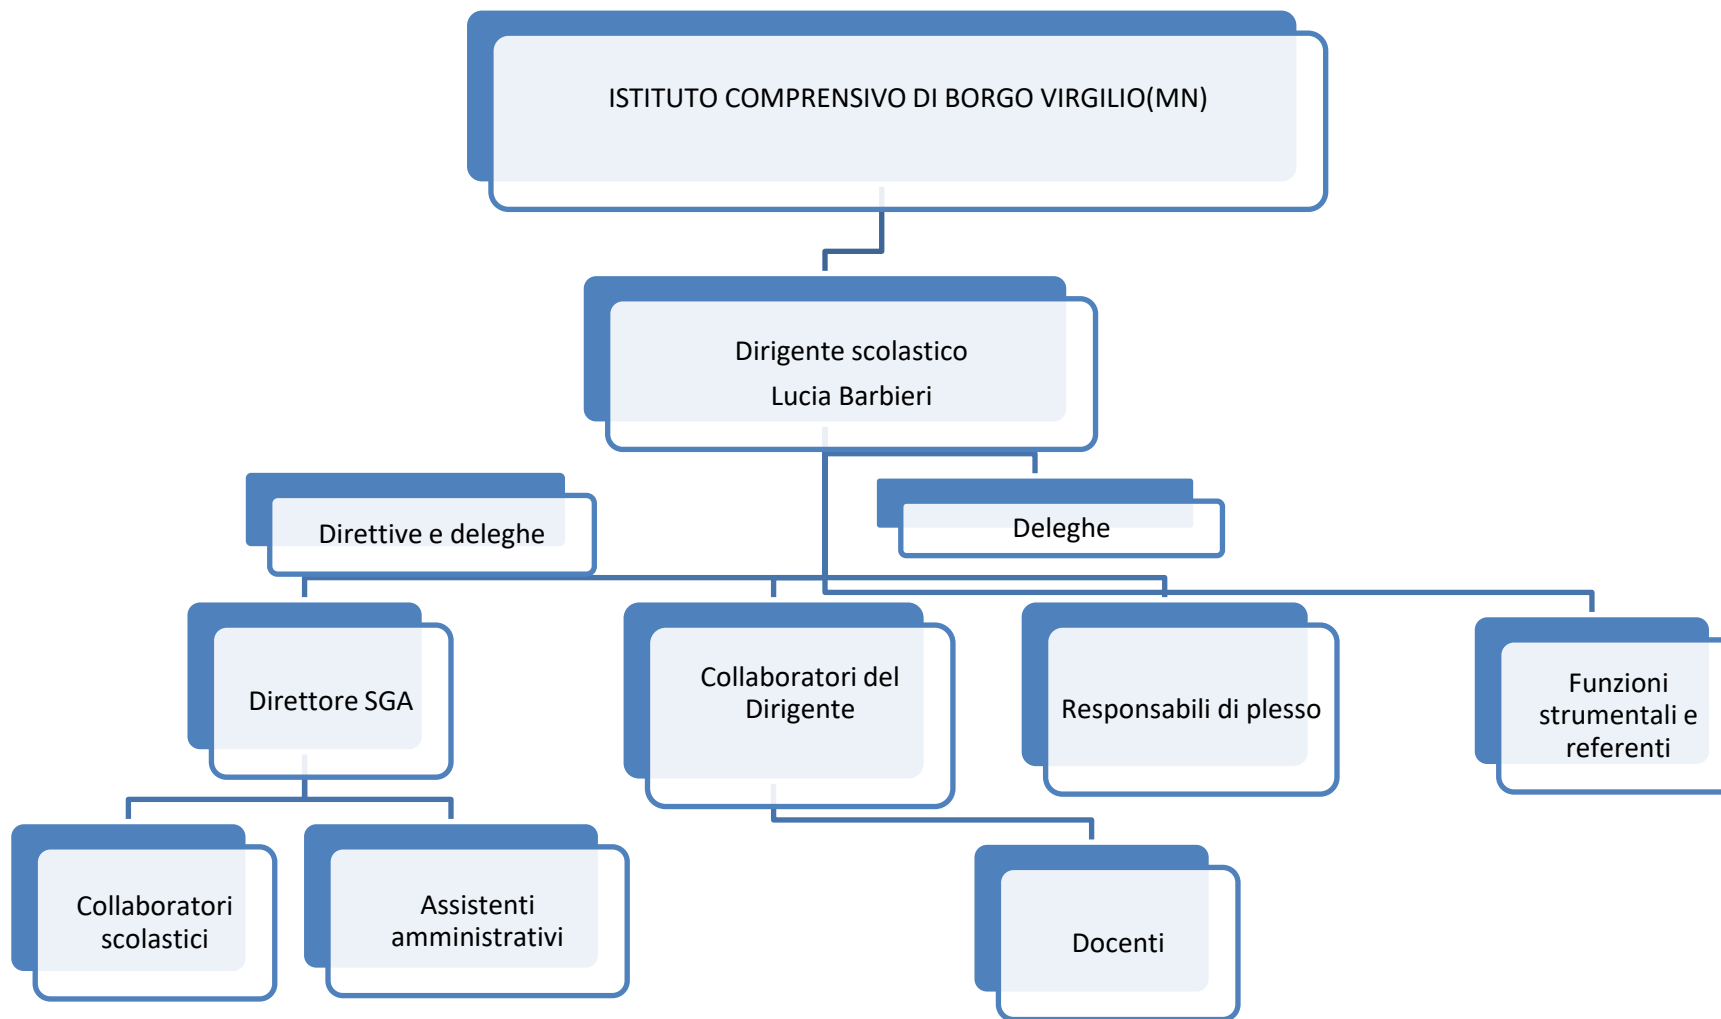 ISTITUTO COMPRENSIVO DI BORGO VIRGILIO(MN)
Dirigente scolastico
Lucia Barbieri
Direttive e deleghe
Deleghe
Direttore SGA
Collaboratori del
Dirigente
Responsabili di plesso
Funzioni
strumentali e
referenti
Collaboratori
scolastici
Assistenti
amministrativi
Docenti